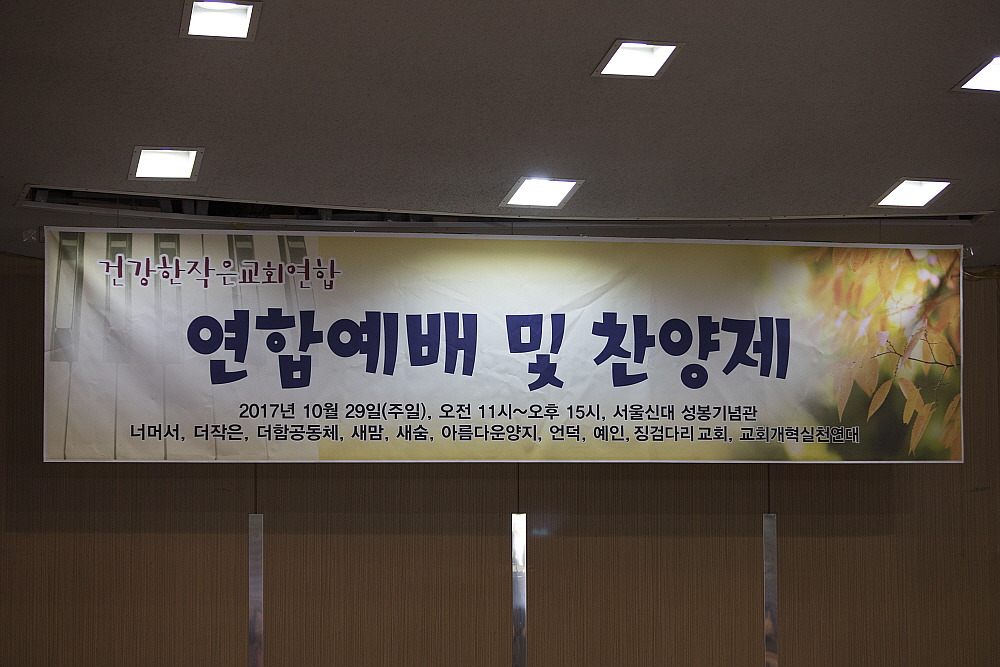 건강한작은교회연합
연합예배 및 찬양제
2017년 10월 29일(주일), 오전 11시~오후 15시, 서울신대 성봉기념관
너머서, 더작은, 더함공동체, 새맘, 새숨, 아름다운양지, 언덕, 예인, 징검다리교회, 교회개혁실천연대